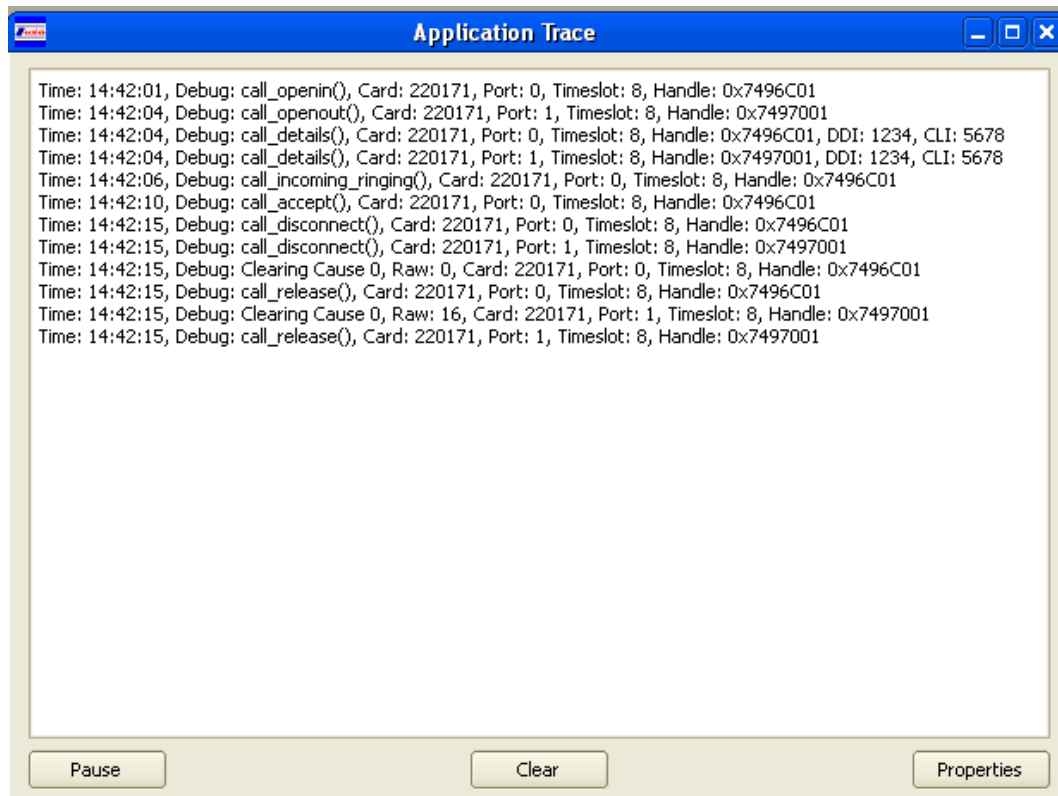 Application Trace
Time: 14:42:01, Debug: call_openin(), Card: 220171, Port: 0, Timeslot: 8, Handle: 0x7496C01
Time: 14:42:04, Debug: call_openout(), Card: 220171, Port: 1, Timeslot: 8, Handle: 0x7497001
Time: 14:42:04, Debug: call_details(), Card: 220171, Port: 0, Timeslot: 8, Handle: 0x7496C01, DDI: 1234, CLI: 5678
Time: 14:42:04, Debug: call_details(), Card: 220171, Port: 1, Timeslot: 8, Handle: 0x7497001, DDI: 1234, CLI: 5678
Time: 14:42:06, Debug: call_incoming_ringing(), Card: 220171, Port: 0, Timeslot: 8, Handle: 0x7496C01
Time: 14:42:10, Debug: call_accept(), Card: 220171, Port: 0, Timeslot: 8, Handle: 0x7496C01
Time: 14:42:15, Debug: call_disconnect(), Card: 220171, Port: 0, Timeslot: 8, Handle: 0x7496C01
Time: 14:42:15, Debug: call_disconnect(), Card: 220171, Port: 1, Timeslot: 8, Handle: 0x7497001
Time: 14:42:15, Debug: Clearing Cause 0, Raw: 0, Card: 220171, Port: 0, Timeslot: 8, Handle: 0x7496C01
Time: 14:42:15, Debug: call_release(), Card: 220171, Port: 0, Timeslot: 8, Handle: 0x7496C01
Time: 14:42:15, Debug: Clearing Cause 0, Raw: 16, Card: 220171, Port: 1, Timeslot: 8, Handle: 0x7497001
Time: 14:42:15, Debug: call_release(), Card: 220171, Port: 1, Timeslot: 8, Handle: 0x7497001
Pause Clear Properties